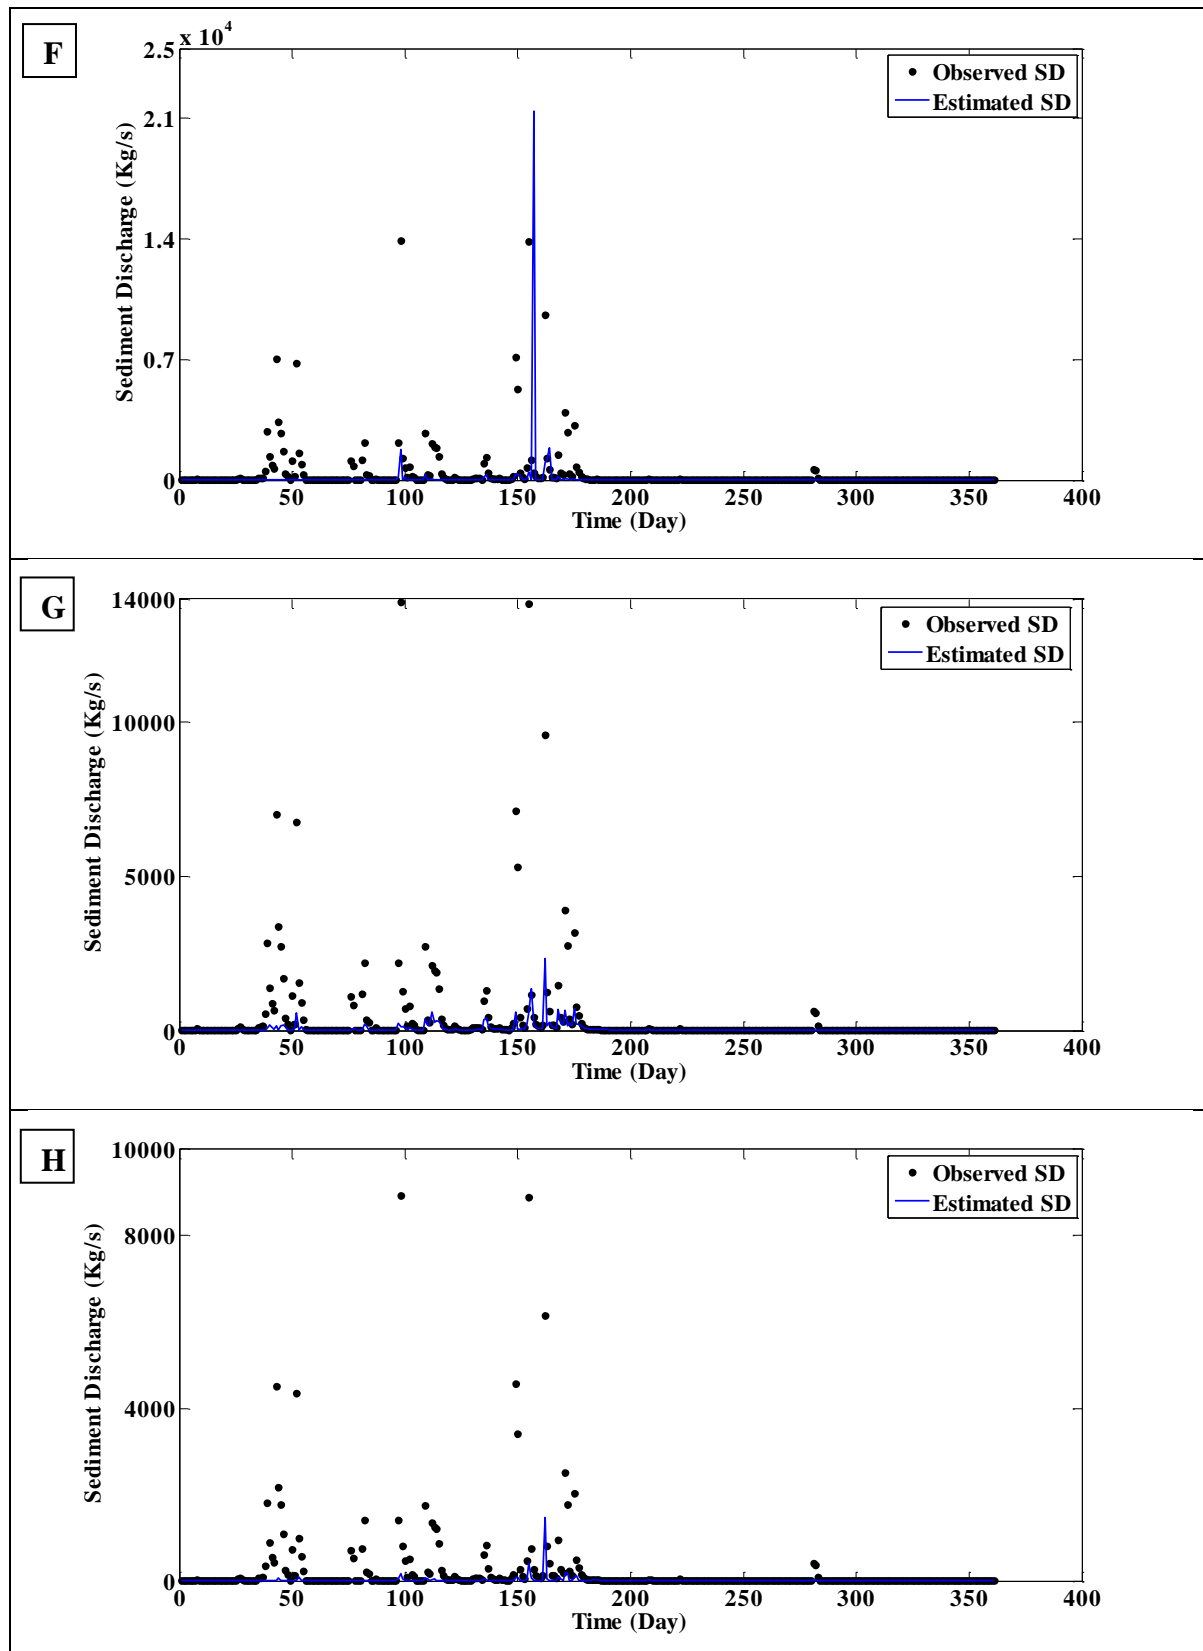 F
x 10⁴
2.5
2.1
1.4
0.7
0
Sediment Discharge (Kg/s)
Observed SD
Estimated SD
0 50 100 150 200 250 300 350 400
Time (Day)
G
14000
10000
5000
0
Sediment Discharge (Kg/s)
Observed SD
Estimated SD
0 50 100 150 200 250 300 350 400
Time (Day)
H
10000
8000
4000
0
Sediment Discharge (Kg/s)
Observed SD
Estimated SD
0 50 100 150 200 250 300 350 400
Time (Day)